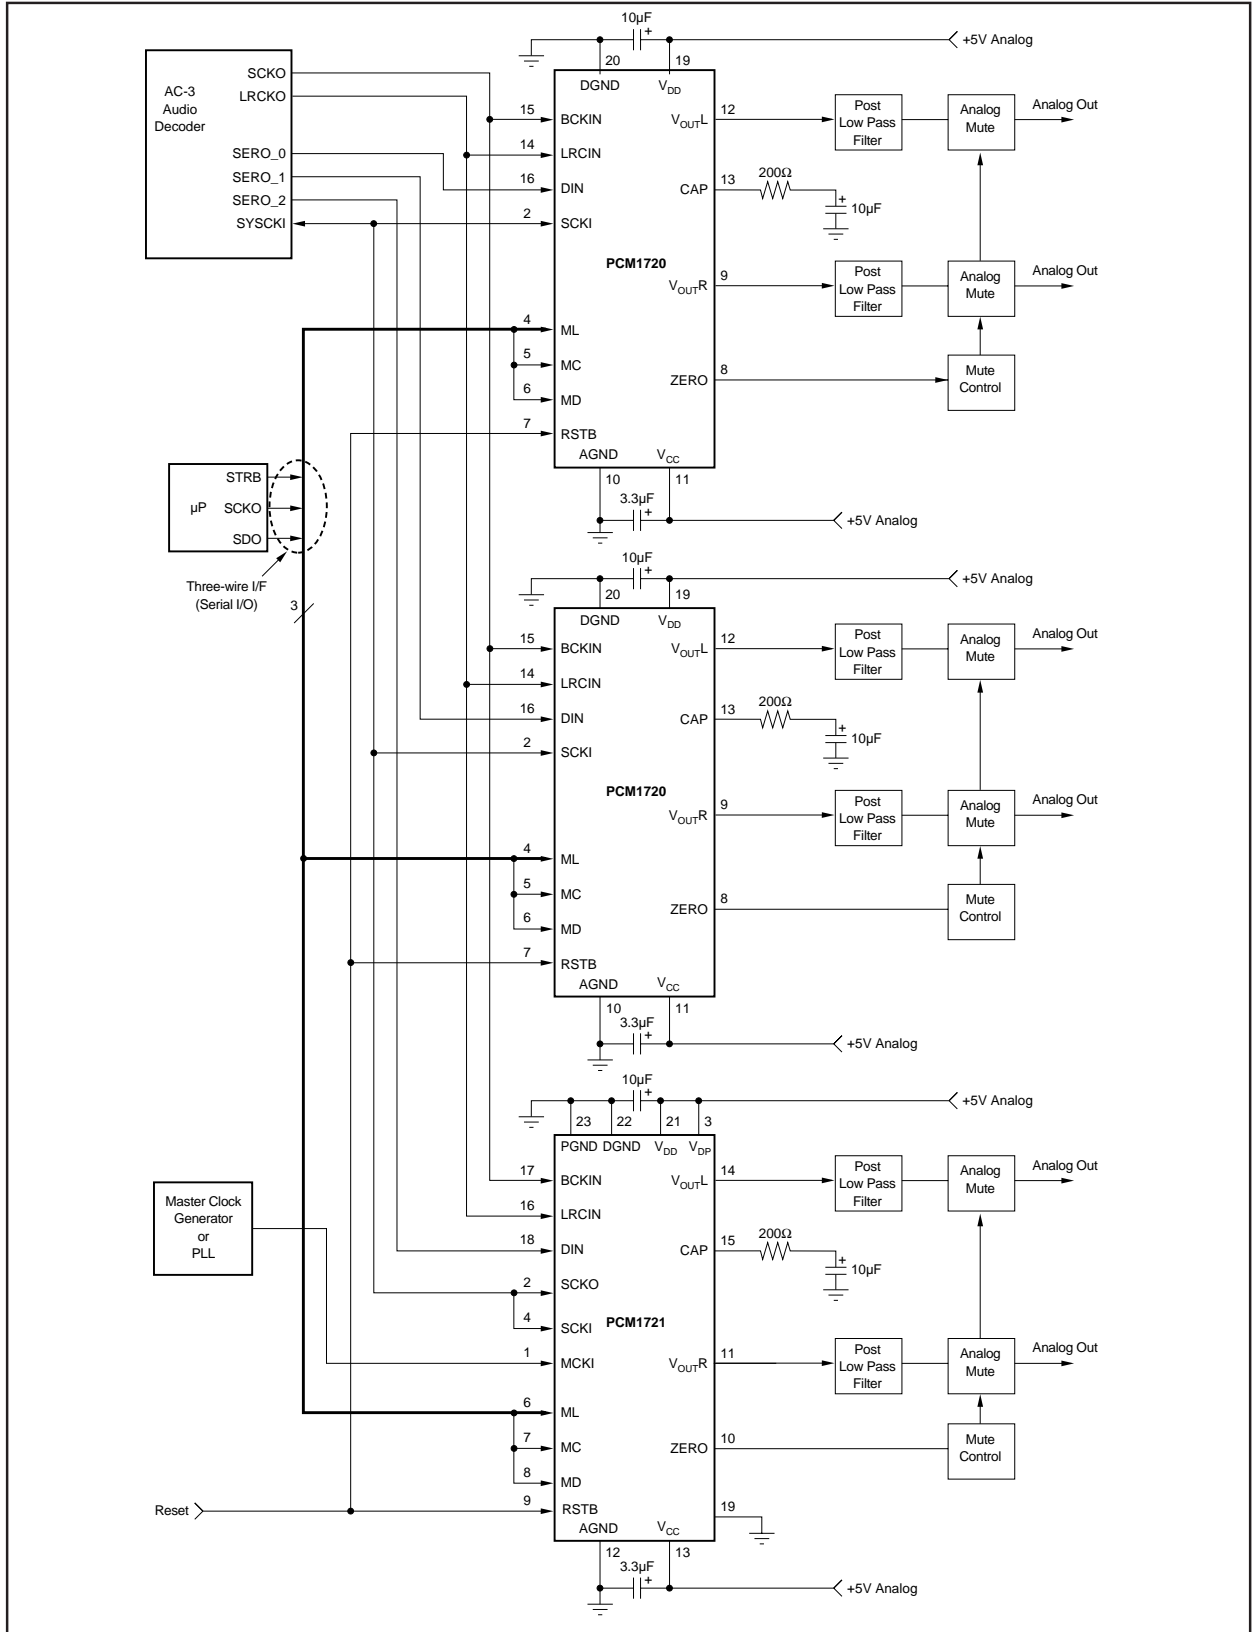 10µF
+
+5V Analog
20
19
DGND
VDD
AC-3
Audio
Decoder
SCKO
LRCKO
SERO_0
SERO_1
SERO_2
SYSCKI
15
BCKIN
14
LRCIN
16
DIN
2
SCKI
PCM1720
4
ML
5
MC
6
MD
7
RSTB
VOUTL
12
Post
Low Pass
Filter
Analog
Mute
Analog Out
CAP
13
200Ω
+
10µF
VOUTR
9
Post
Low Pass
Filter
Analog
Mute
Analog Out
ZERO
8
Mute
Control
AGND
VCC
10
11
3.3µF
+
+5V Analog
µP
STRB
SCKO
SDO
Three-wire I/F
(Serial I/O)
3
10µF
+
+5V Analog
20
19
DGND
VDD
15
BCKIN
14
LRCIN
16
DIN
2
SCKI
PCM1720
4
ML
5
MC
6
MD
7
RSTB
VOUTL
12
Post
Low Pass
Filter
Analog
Mute
Analog Out
CAP
13
200Ω
+
10µF
VOUTR
9
Post
Low Pass
Filter
Analog
Mute
Analog Out
ZERO
8
Mute
Control
AGND
VCC
10
11
3.3µF
+
+5V Analog
10µF
+
+5V Analog
23
22
21
3
PGND
DGND
VDD
VDP
Master Clock
Generator
or
PLL
17
BCKIN
16
LRCIN
18
DIN
2
SCKO
4
SCKI
PCM1721
1
MCKI
6
ML
7
MC
8
MD
Reset
9
RSTB
VOUTL
14
Post
Low Pass
Filter
Analog
Mute
Analog Out
CAP
15
200Ω
+
10µF
VOUTR
11
Post
Low Pass
Filter
Analog
Mute
Analog Out
ZERO
10
Mute
Control
19
AGND
VCC
12
13
3.3µF
+
+5V Analog